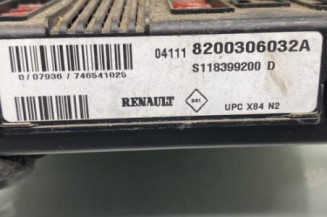 04111 8200306032A
S118399200 D
0/07936/746541025
RENAULT
UPC X84 N2